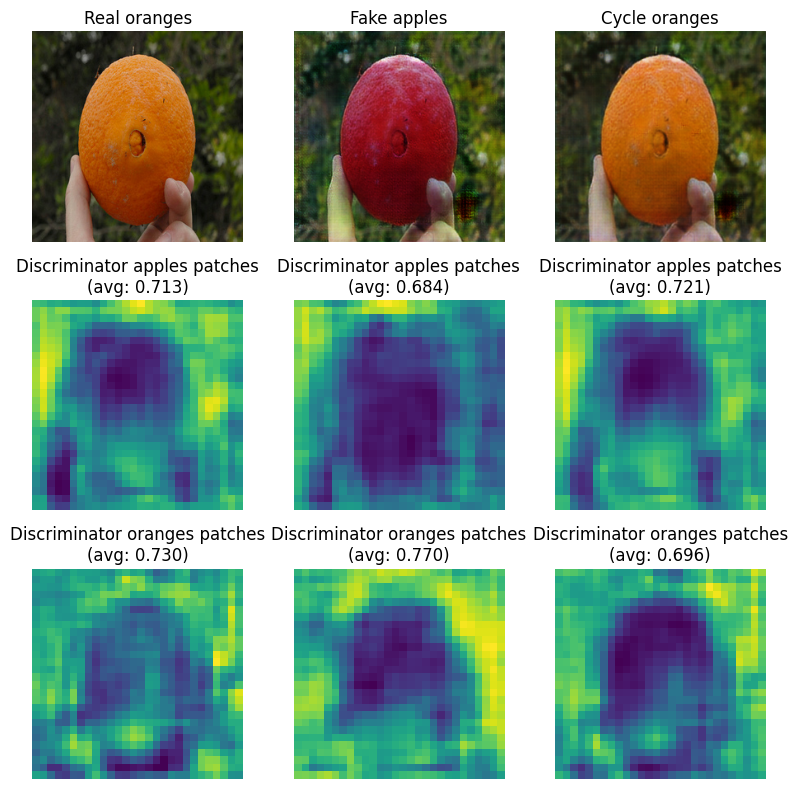 Real oranges
Fake apples
Cycle oranges
Discriminator apples patches
(avg: 0.713)
Discriminator apples patches
(avg: 0.684)
Discriminator apples patches
(avg: 0.721)
Discriminator oranges patches
(avg: 0.730)
Discriminator oranges patches
(avg: 0.770)
Discriminator oranges patches
(avg: 0.696)